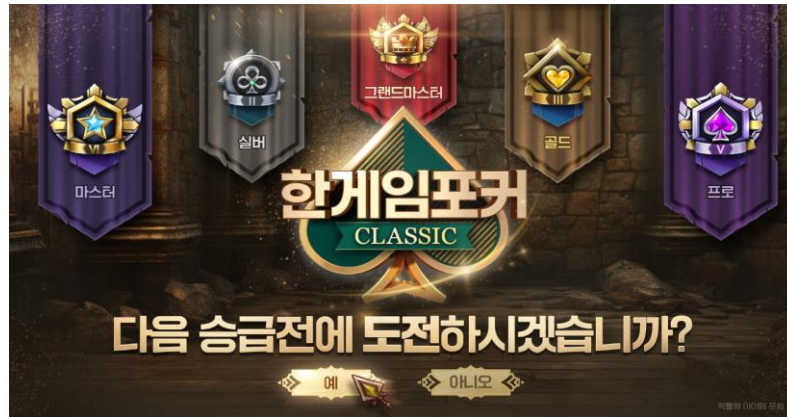 그랜드마스터
실버
골드
마스터
프로
VI
III
V
한게임포커
CLASSIC
다음 승급전에 도전하시겠습니까?
예
아니오